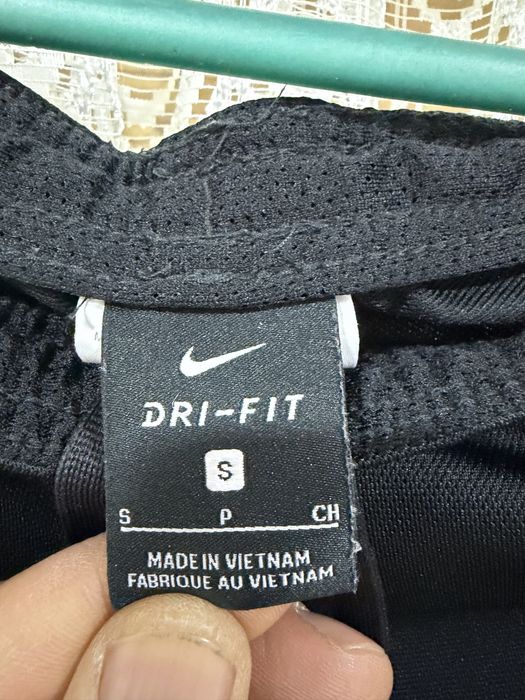 DRI-FIT
S
S P CH
MADE IN VIETNAM
FABRIQUE AU VIETNAM